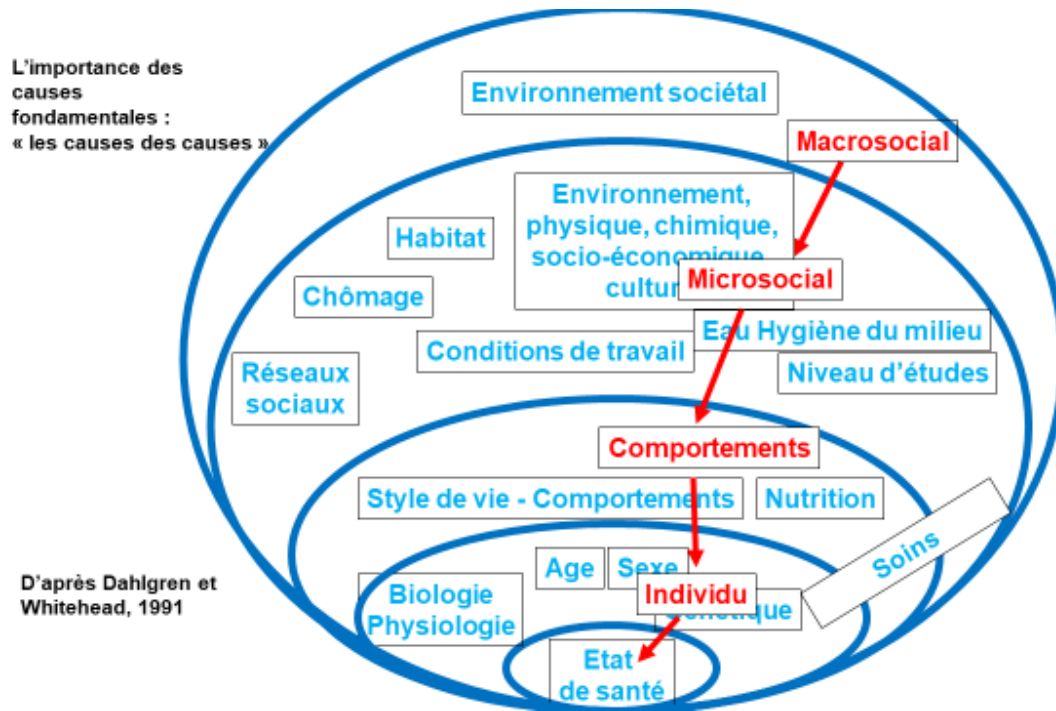 L'importance des
causes
fondamentales :
« les causes des causes »
Environnement sociétal
Macrosocial
Environnement,
physique, chimique,
socio-économique
Habitat
Microsocial
Chômage
Eau Hygiène du milieu
Conditions de travail
Niveau d'études
Réseaux
sociaux
Comportements
Style de vie - Comportements
Nutrition
Soins
Age
Sexe
D'après Dahlgren et
Whitehead, 1991
Biologie
Physiologie
Individu
Etat
de santé